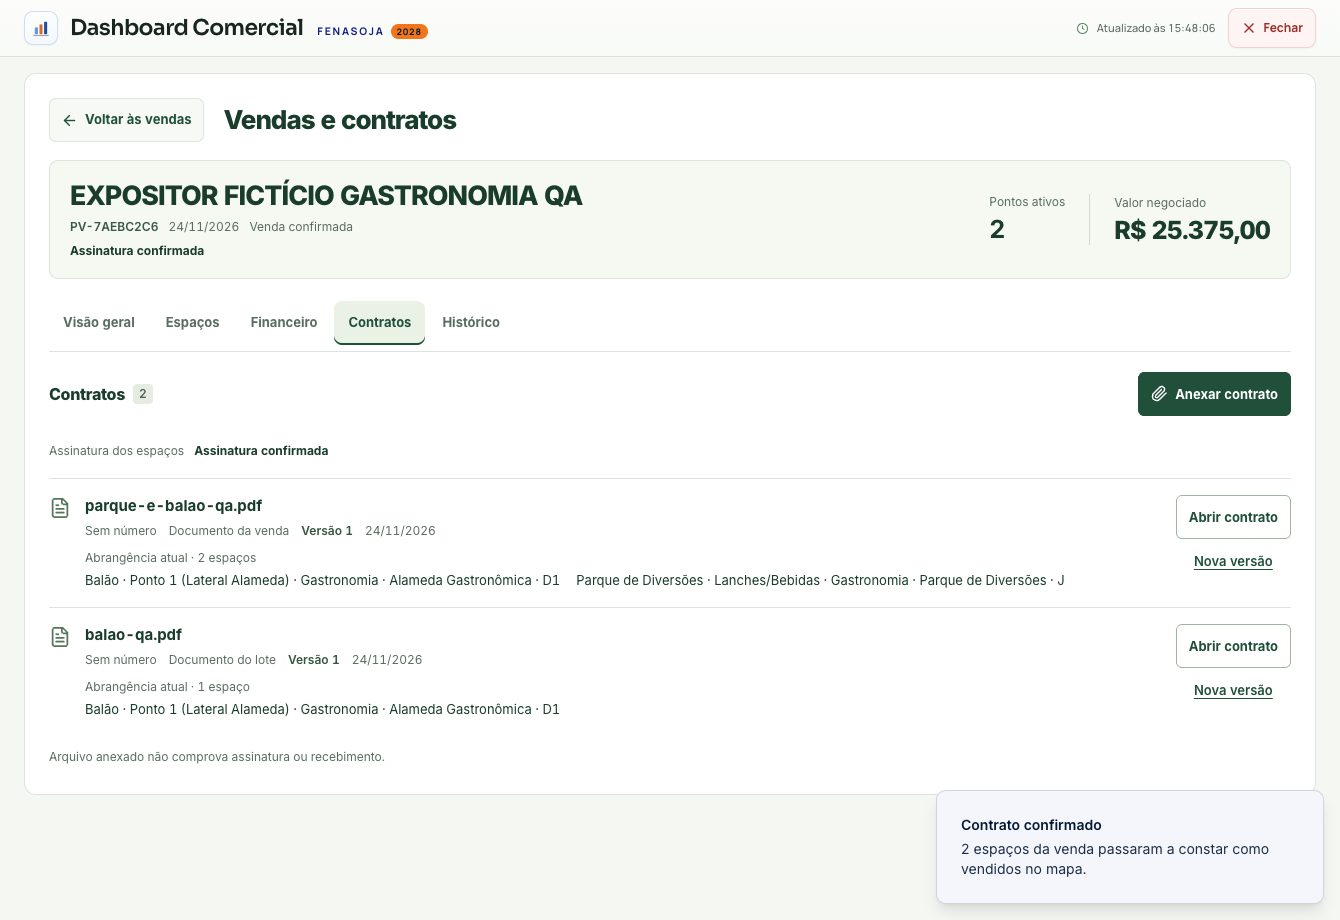 Dashboard Comercial FENASOJA 2028
Atualizado às 15:48:06
Fechar
Voltar às vendas
Vendas e contratos
EXPOSITOR FICTÍCIO GASTRONOMIA QA
PV-7AEBC2C6 24/11/2026 Venda confirmada
Assinatura confirmada
Pontos ativos
2
Valor negociado
R$ 25.375,00
Visão geral
Espaços
Financeiro
Contratos
Histórico
Contratos 2
Anexar contrato
Assinatura dos espaços Assinatura confirmada
parque-e-balao-qa.pdf
Sem número Documento da venda Versão 1 24/11/2026
Abrangência atual · 2 espaços
Balão · Ponto 1 (Lateral Alameda) · Gastronomia · Alameda Gastronômica · D1 Parque de Diversões · Lanches/Bebidas · Gastronomia · Parque de Diversões · J
Abrir contrato
Nova versão
balao-qa.pdf
Sem número Documento do lote Versão 1 24/11/2026
Abrangência atual · 1 espaço
Balão · Ponto 1 (Lateral Alameda) · Gastronomia · Alameda Gastronômica · D1
Abrir contrato
Nova versão
Arquivo anexado não comprova assinatura ou recebimento.
Contrato confirmado
2 espaços da venda passaram a constar como
vendidos no mapa.